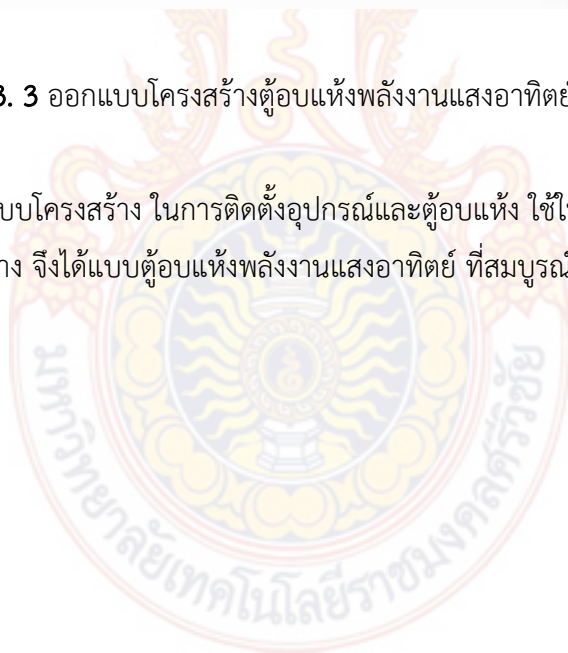 3. 3 ออกแบบโครงสร้างตู้อบแห้งพลังงานแสงอาทิตย์
บบโครงสร้าง ในการติดตั้งอุปกรณ์และตู้อบแห้ง ใช้
าง จึงได้แบบตู้อบแห้งพลังงานแสงอาทิตย์ ที่สมบูรณ์
มหาวิทยาลัยเทคโนโลยีราชมงคลศรีวิชัย